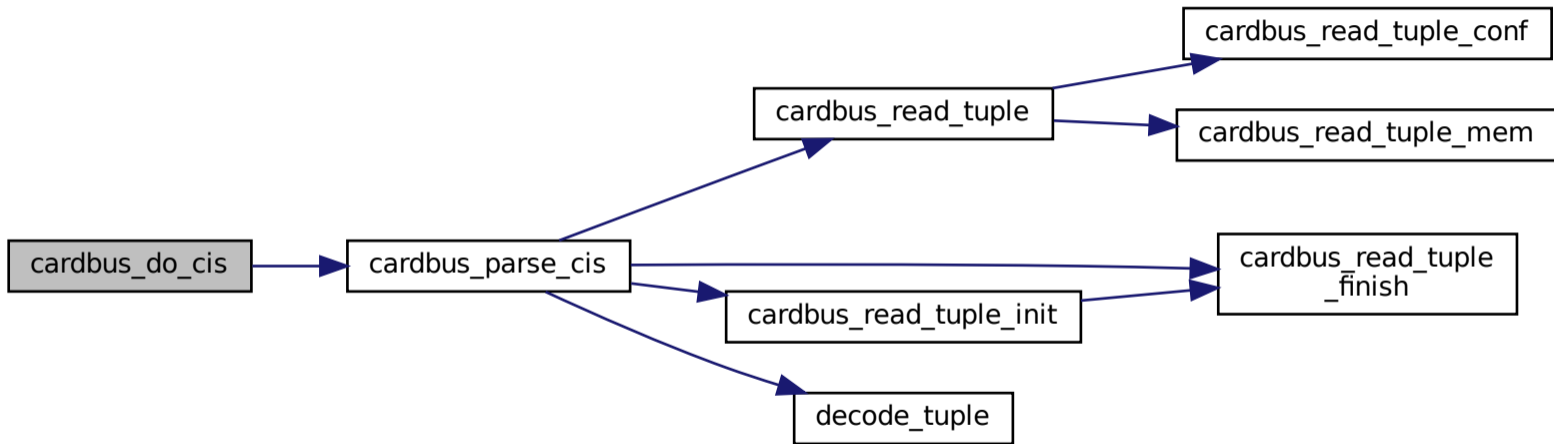 cardbus_do_cis
cardbus_parse_cis
cardbus_read_tuple
cardbus_read_tuple_conf
cardbus_read_tuple_mem
cardbus_read_tuple
_finish
cardbus_read_tuple_init
decode_tuple